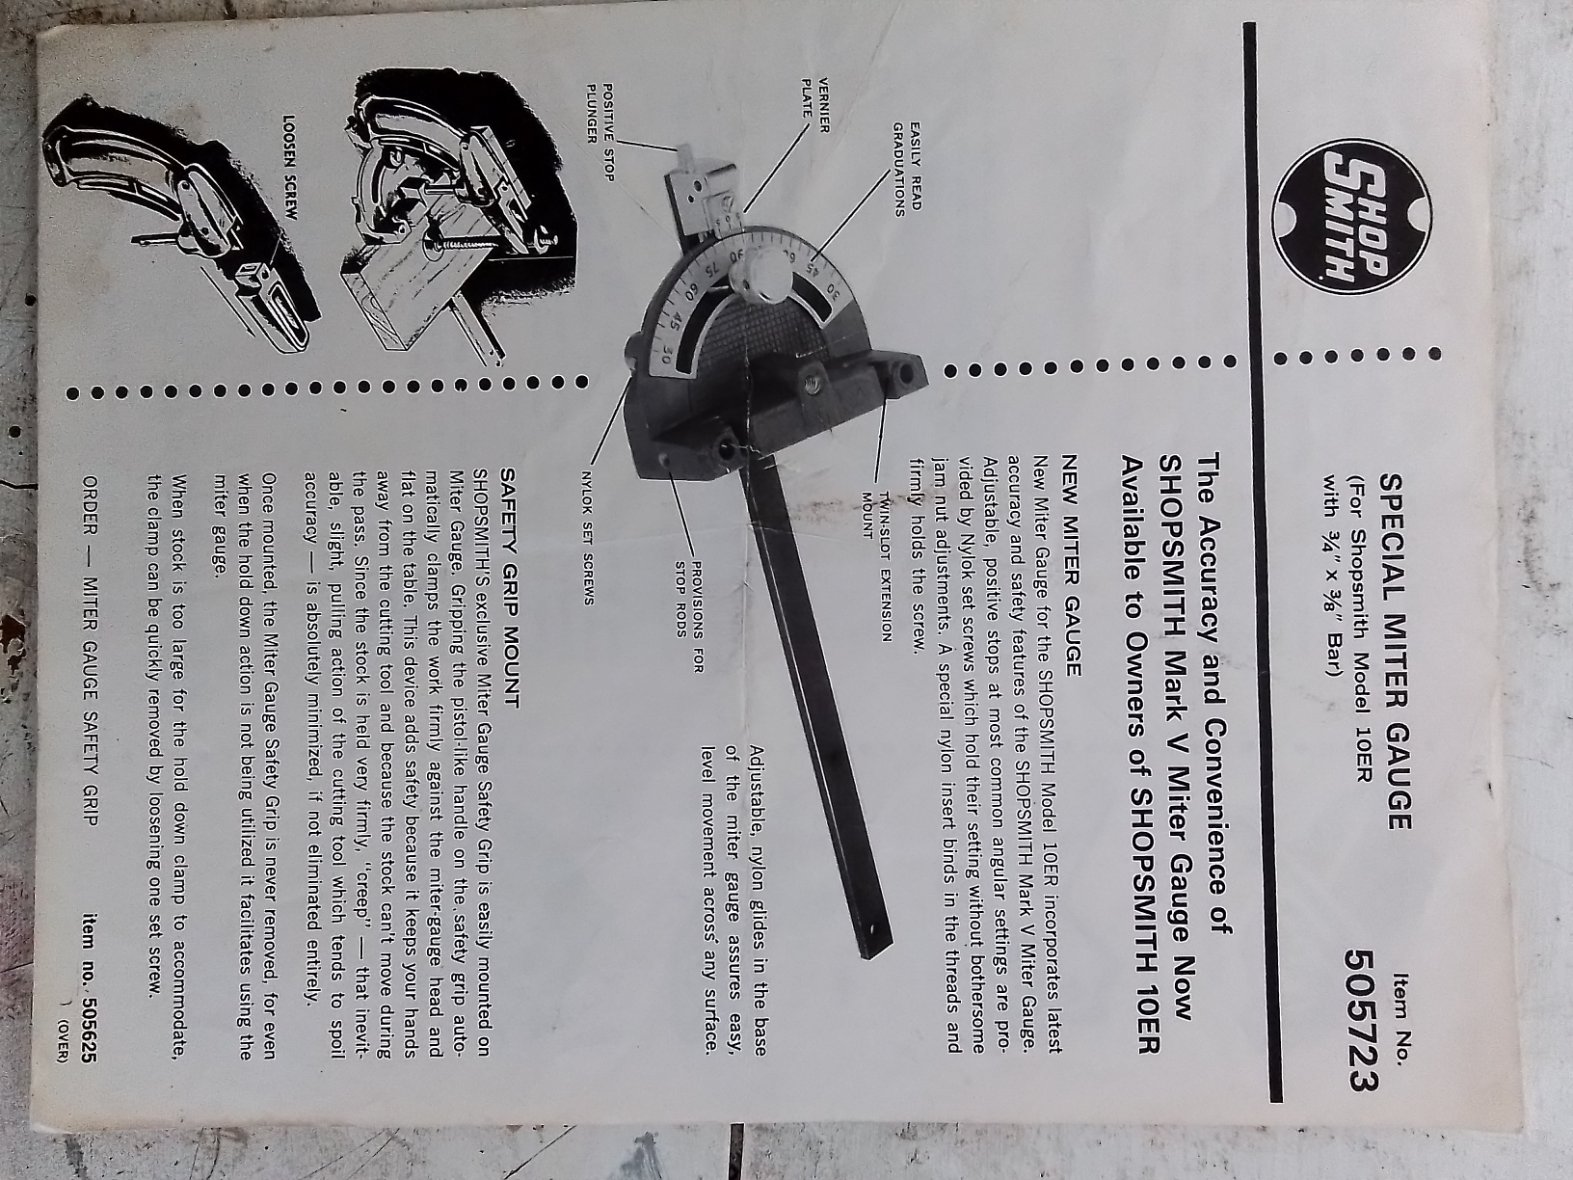 SHOP
SMITH
SPECIAL MITER GAUGE
(For Shopsmith Model 10ER
with 3/4" x 3/8" Bar)
Item No.
505723
The Accuracy and Convenience of
SHOPSMITH Mark V Miter Gauge Now
Available to Owners of SHOPSMITH 10ER
NEW MITER GAUGE
New Miter Gauge for the SHOPSMITH Model 10ER incorporates latest
accuracy and safety features of the SHOPSMITH Mark V Miter Gauge.
Adjustable, positive stops at most common angular settings are pro-
vided by Nylok set screws which hold their setting without bothersome
jam nut adjustments. A special nylon insert binds in the threads and
firmly holds the screw.
EASILY READ
GRADUATIONS
VERNIER
PLATE
POSITIVE STOP
PLUNGER
TWIN-SLOT EXTENSION
MOUNT
PROVISIONS FOR
STOP RODS
NYLOK SET SCREWS
30
45
60
90
75
60
45
30
Adjustable, nylon glides in the base
of the miter gauge assures easy,
level movement across any surface.
SAFETY GRIP MOUNT
SHOPSMITH'S exclusive Miter Gauge Safety Grip is easily mounted on
Miter Gauge. Gripping the pistol-like handle on the safety grip auto-
matically clamps the work firmly against the miter-gauge head and
flat on the table. This device adds safety because it keeps your hands
away from the cutting tool and because the stock can't move during
the pass. Since the stock is held very firmly, "creep" — that inevit-
able, slight, pulling action of the cutting tool which tends to spoil
accuracy — is absolutely minimized, if not eliminated entirely.
Once mounted, the Miter Gauge Safety Grip is never removed, for even
when the hold down action is not being utilized it facilitates using the
miter gauge.
When stock is too large for the hold down clamp to accommodate,
the clamp can be quickly removed by loosening one set screw.
LOOSEN SCREW
ORDER — MITER GAUGE SAFETY GRIP item no. 505625
(OVER)